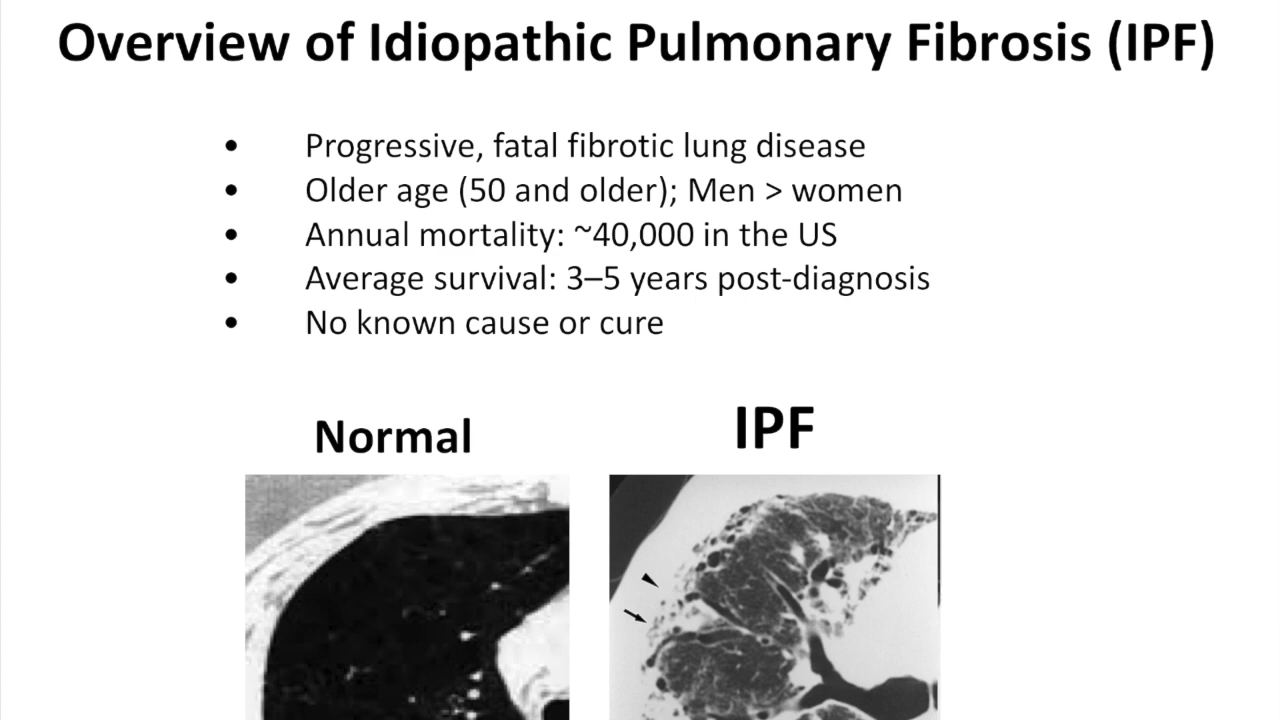 Overview of Idiopathic Pulmonary Fibrosis (IPF)
• Progressive, fatal fibrotic lung disease
• Older age (50 and older); Men > women
• Annual mortality: ~40,000 in the US
• Average survival: 3–5 years post-diagnosis
• No known cause or cure
Normal
IPF